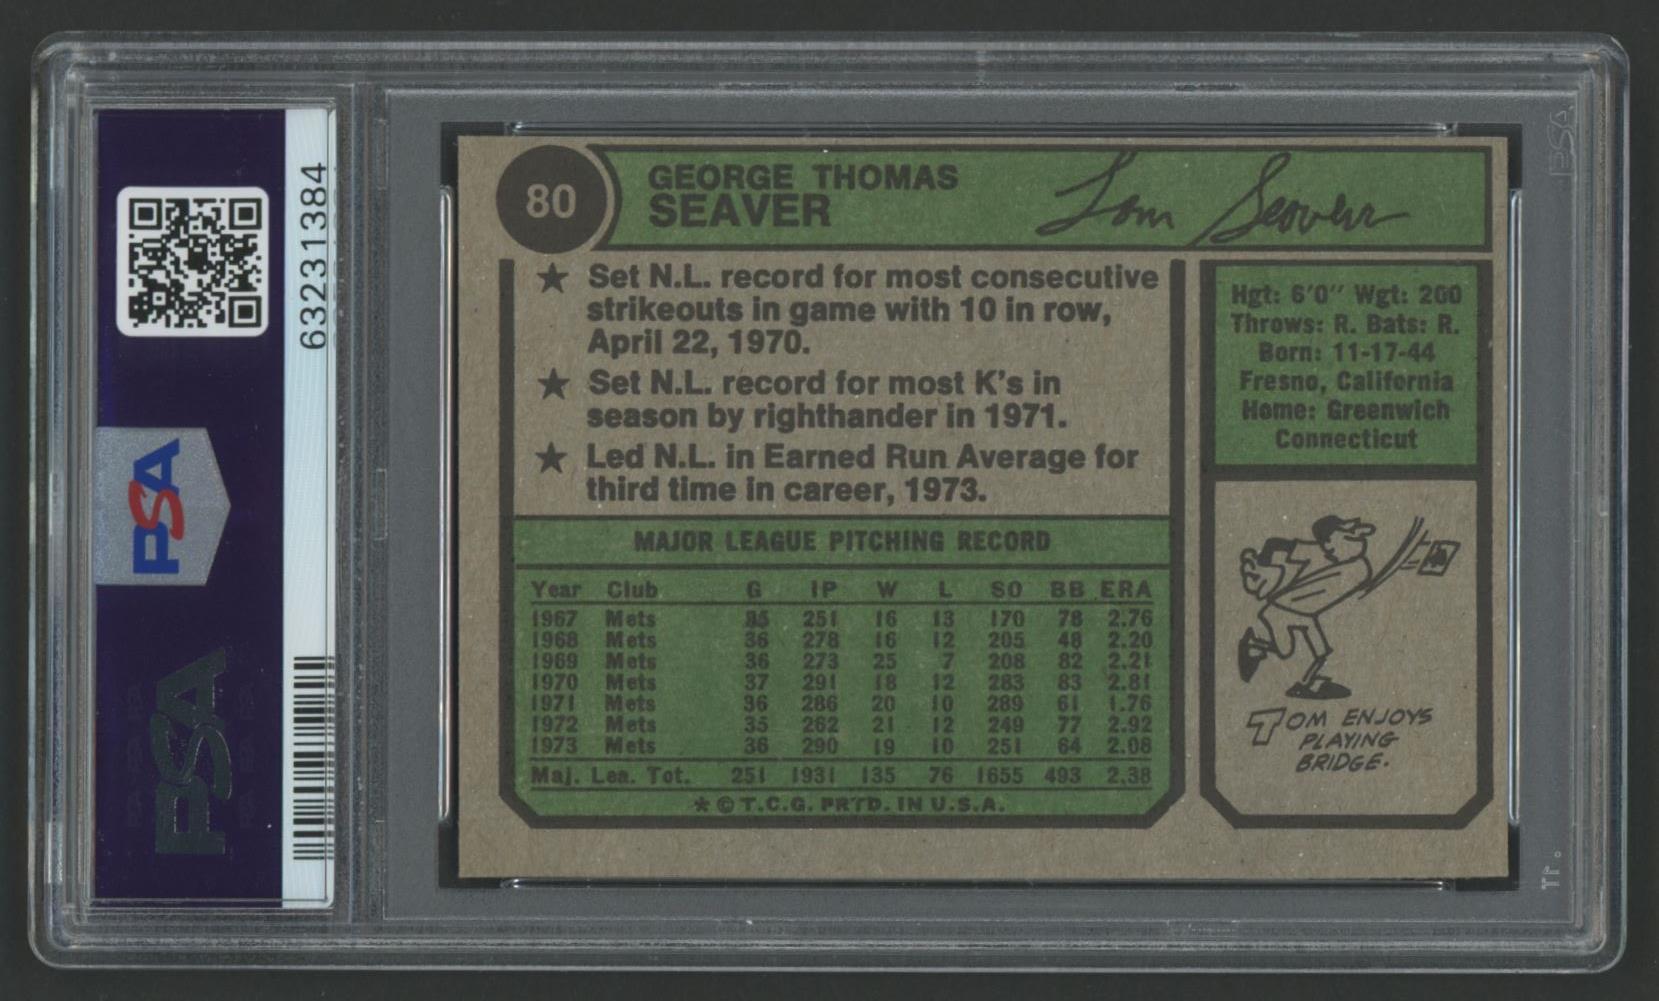 63231384
PSA
PSA
80
GEORGE THOMAS
SEAVER
Tom Seaver
★ Set N.L. record for most consecutive
strikeouts in game with 10 in row,
April 22, 1970.
★ Set N.L. record for most K's in
season by righthander in 1971.
★ Led N.L. in Earned Run Average for
third time in career, 1973.
Hgt: 6'0" Wgt: 200
Throws: R. Bats: R.
Born: 11-17-44
Fresno, California
Home: Greenwich
Connecticut
MAJOR LEAGUE PITCHING RECORD
Year Club G IP W L SO BB ERA
1967 Mets 35 251 16 13 170 78 2.76
1968 Mets 36 278 16 12 205 48 2.20
1969 Mets 36 273 25 7 208 82 2.21
1970 Mets 37 291 18 12 283 83 2.81
1971 Mets 36 286 20 10 289 61 1.76
1972 Mets 35 262 21 12 249 77 2.92
1973 Mets 36 290 19 10 251 64 2.08
Maj. Lea. Tot. 251 1931 135 76 1655 493 2.38
★ © T.C.G. PRTD. IN U.S.A.
TOM ENJOYS
PLAYING
BRIDGE.
PSA